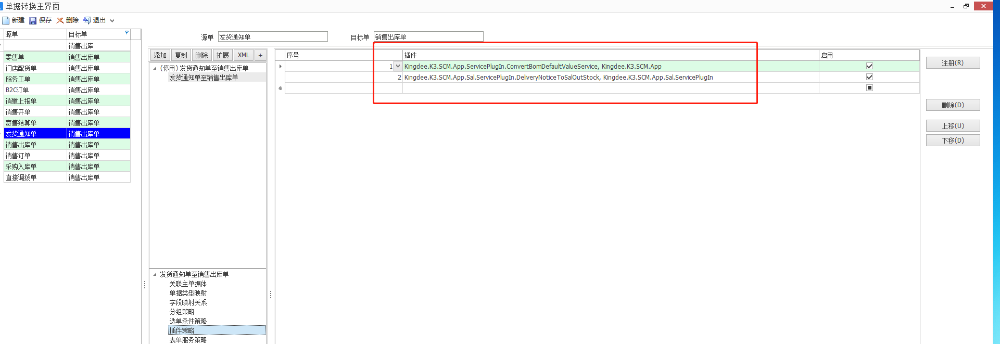 单据转换主界面
新建 保存 删除 退出
源单 目标单
销售出库
零售单 销售出库单
门店配货单 销售出库单
服务工单 销售出库单
B2C订单 销售出库单
销量上报单 销售出库单
销售开单 销售出库单
寄售结算单 销售出库单
发货通知单 销售出库单
销售出库单 销售出库单
销售订单 销售出库单
采购入库单 销售出库单
直接调拨单 销售出库单
源单 发货通知单 目标单 销售出库单
添加 复制 删除 扩展 XML +
(停用) 发货通知单至销售出库单
发货通知单至销售出库单
发货通知单至销售出库单
关联主单据体
单据类型映射
字段映射关系
分组策略
选单条件策略
插件策略
表单服务策略
序号 插件 启用
1 Kingdee.K3.SCM.App.ServicePlugIn.ConvertBomDefaultValueService, Kingdee.K3.SCM.App
2 Kingdee.K3.SCM.App.Sal.ServicePlugIn.DeliveryNoticeToSalOutStock, Kingdee.K3.SCM.App.Sal.ServicePlugIn
注册(R)
删除(D)
上移(U)
下移(D)